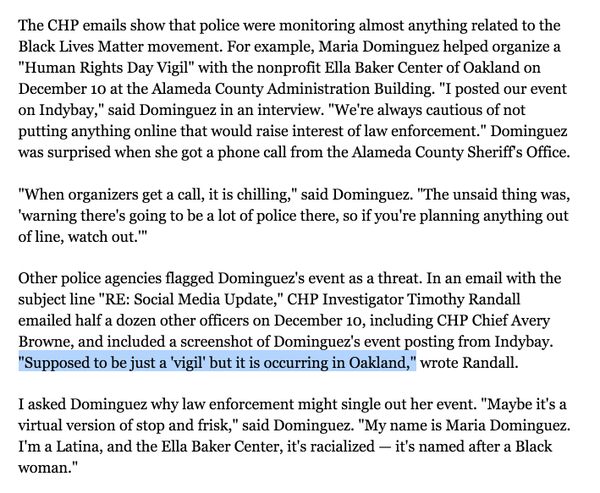 The CHP emails show that police were monitoring almost anything related to the
Black Lives Matter movement. For example, Maria Dominguez helped organize a
"Human Rights Day Vigil" with the nonprofit Ella Baker Center of Oakland on
December 10 at the Alameda County Administration Building. "I posted our event
on Indybay," said Dominguez in an interview. "We're always cautious of not
putting anything online that would raise interest of law enforcement." Dominguez
was surprised when she got a phone call from the Alameda County Sheriff's Office.
"When organizers get a call, it is chilling," said Dominguez. "The unsaid thing was,
'warning there's going to be a lot of police there, so if you're planning anything out
of line, watch out.'"
Other police agencies flagged Dominguez's event as a threat. In an email with the
subject line "RE: Social Media Update," CHP Investigator Timothy Randall
emailed half a dozen other officers on December 10, including CHP Chief Avery
Browne, and included a screenshot of Dominguez's event posting from Indybay.
"Supposed to be just a 'vigil' but it is occurring in Oakland," wrote Randall.
I asked Dominguez why law enforcement might single out her event. "Maybe it's a
virtual version of stop and frisk," said Dominguez. "My name is Maria Dominguez.
I'm a Latina, and the Ella Baker Center, it's racialized — it's named after a Black
woman."